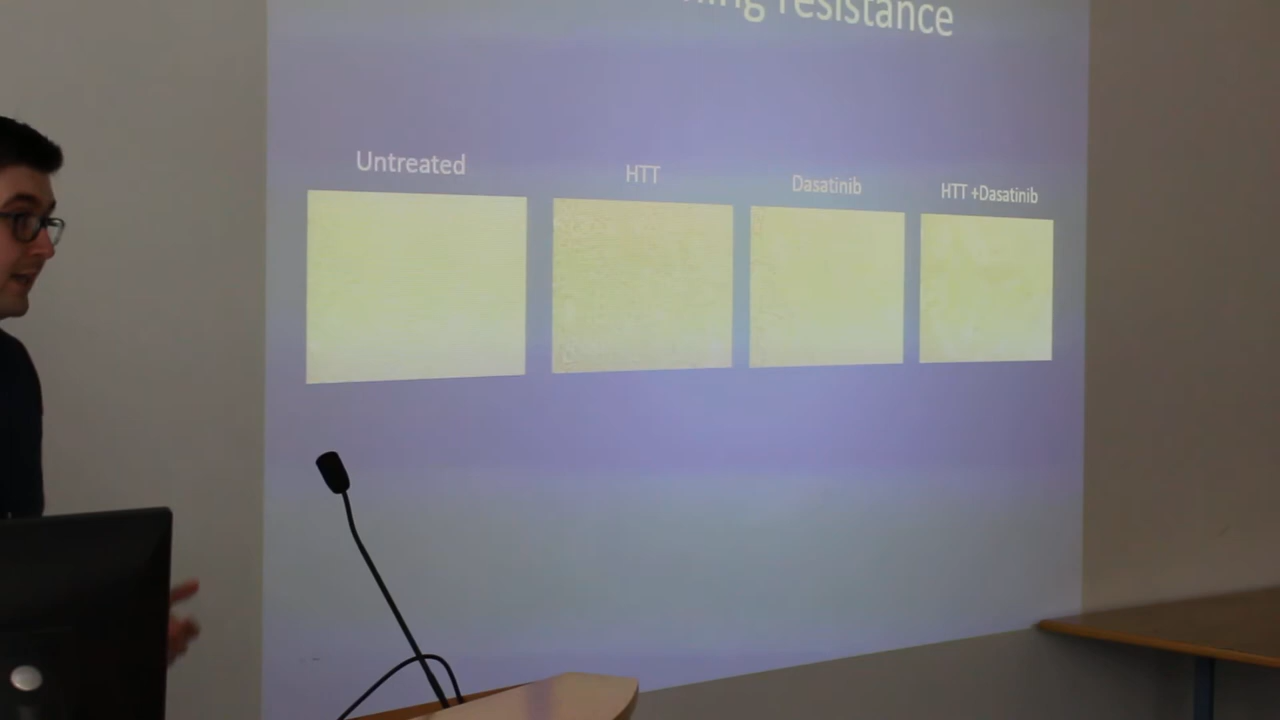 resistance
Untreated
HTT
Dasatinib
HTT +Dasatinib